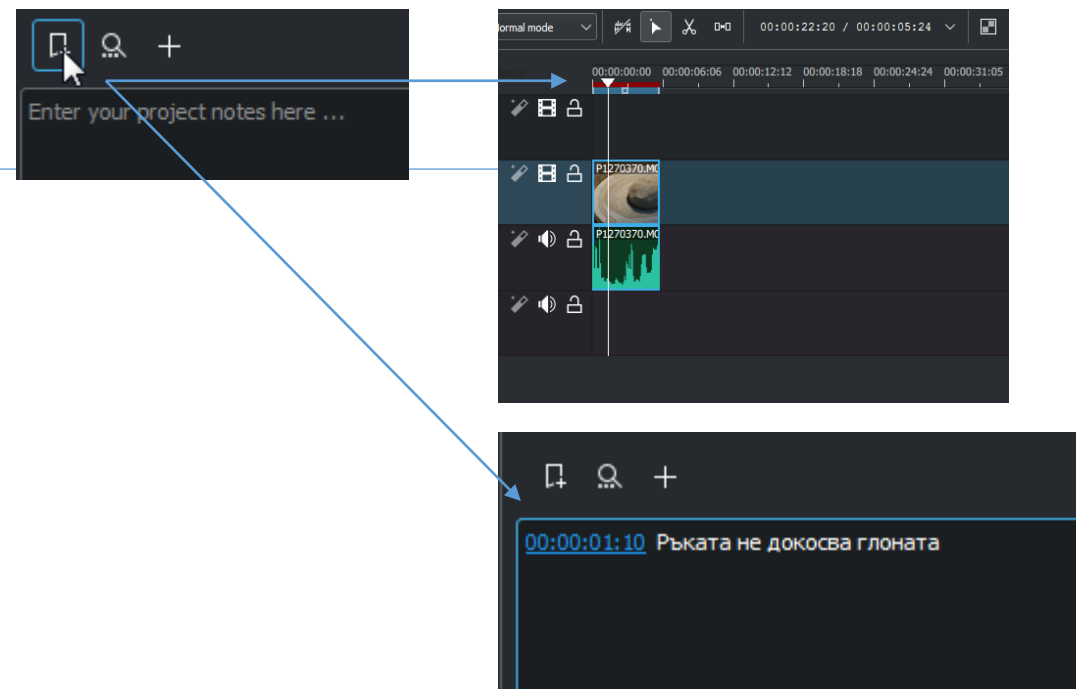 Enter your project notes here ...
ormal mode
00:00:22:20 / 00:00:05:24
00:00:00:00 00:00:06:06 00:00:12:12 00:00:18:18 00:00:24:24 00:00:31:05
P1270370.MO
P1270370.MO
00:00:01:10 Ръката не докосва глоната